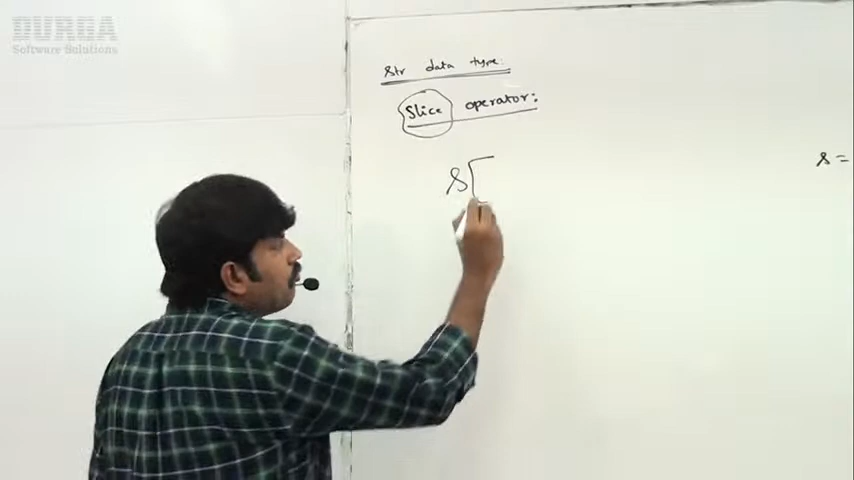 DURGA
Software Solutions
str data type:
Slice operator:
s[
s =